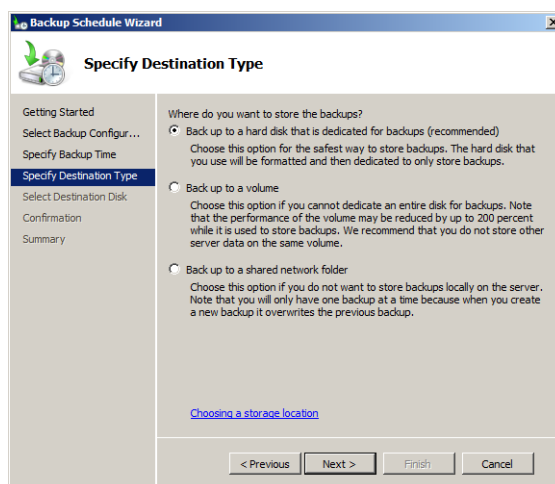 Backup Schedule Wizard
Specify Destination Type
Getting Started
Select Backup Configur...
Specify Backup Time
Specify Destination Type
Select Destination Disk
Confirmation
Summary
Where do you want to store the backups?
Back up to a hard disk that is dedicated for backups (recommended)
Choose this option for the safest way to store backups. The hard disk that
you use will be formatted and then dedicated to only store backups.
Back up to a volume
Choose this option if you cannot dedicate an entire disk for backups. Note
that the performance of the volume may be reduced by up to 200 percent
while it is used to store backups. We recommend that you do not store other
server data on the same volume.
Back up to a shared network folder
Choose this option if you do not want to store backups locally on the server.
Note that you will only have one backup at a time because when you create
a new backup it overwrites the previous backup.
Choosing a storage location
< Previous
Next >
Finish
Cancel